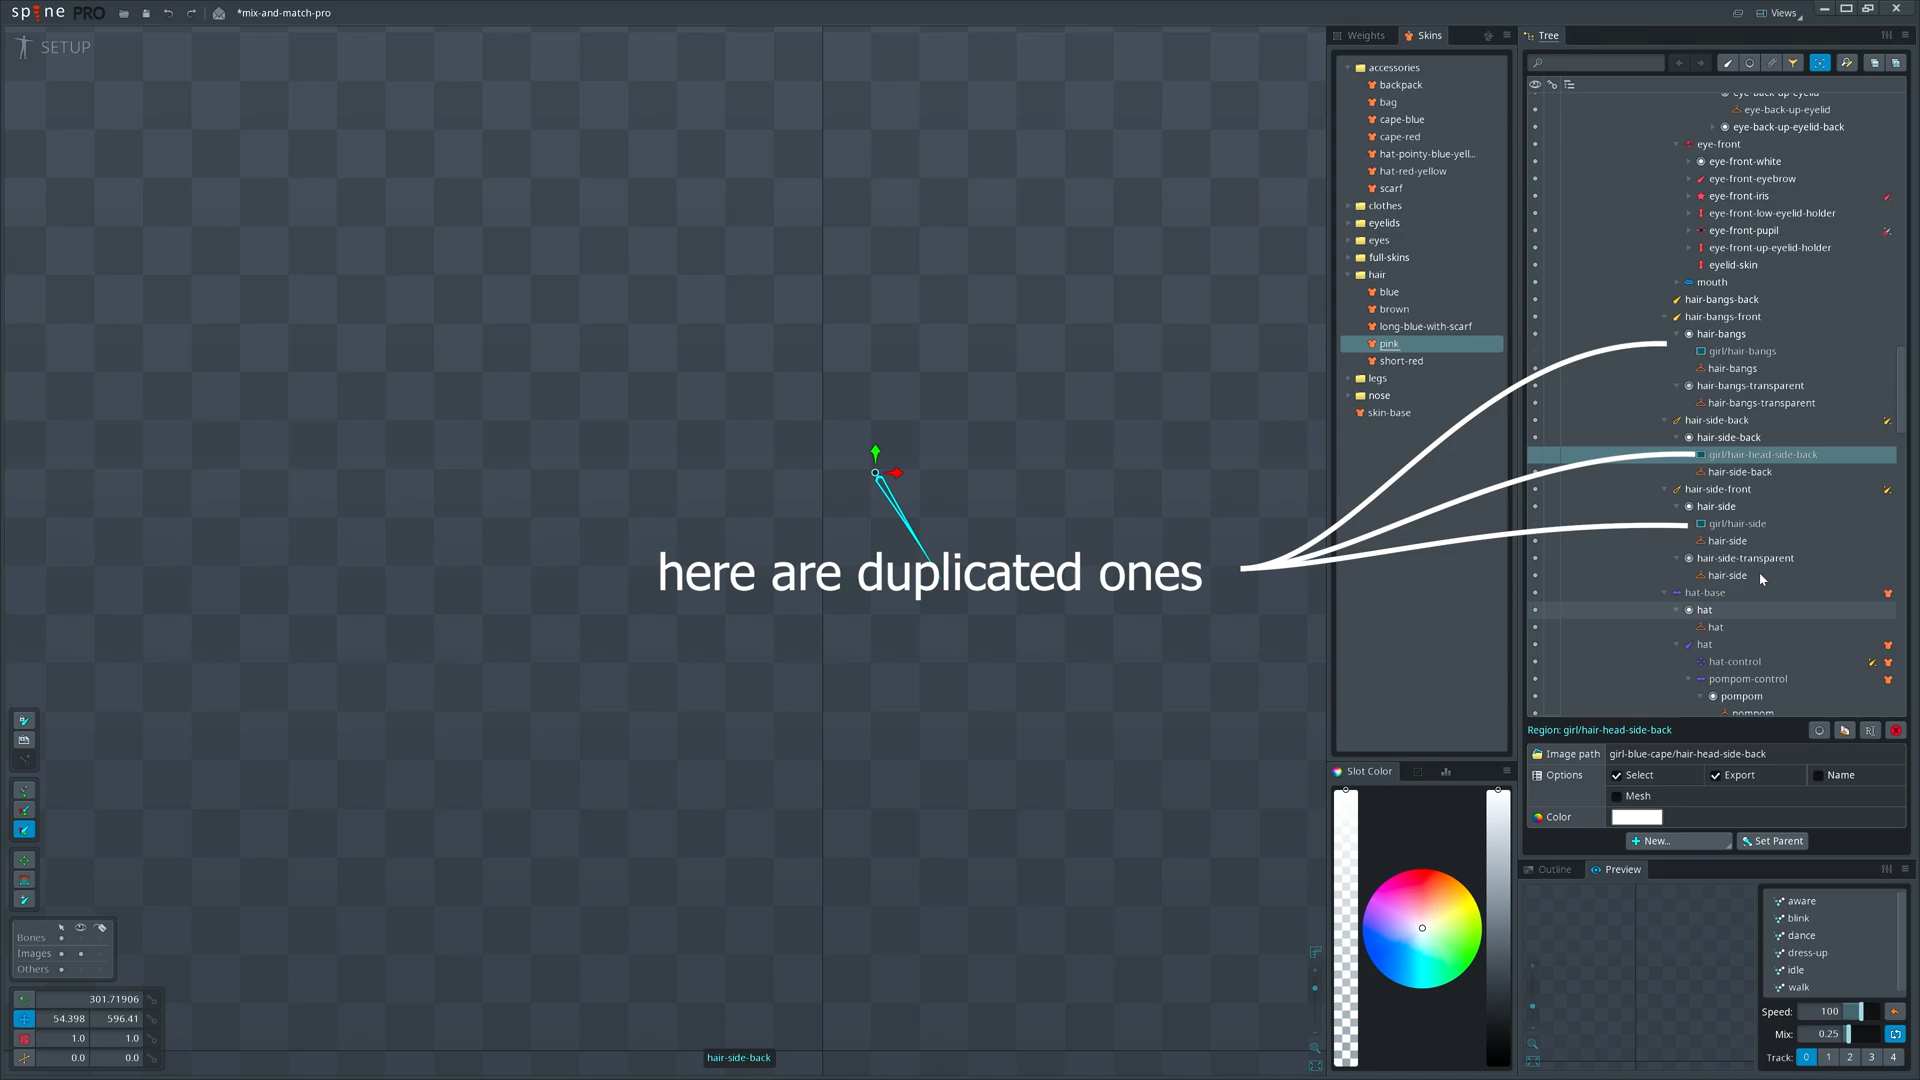 spine PRO
*mix-and-match-pro
Views
SETUP
Weights
Skins
Tree
accessories
backpack
bag
cape-blue
cape-red
hat-pointy-blue-yell...
hat-red-yellow
scarf
clothes
eyelids
eyes
full-skins
hair
blue
brown
long-blue-with-scarf
pink
short-red
legs
nose
skin-base
eye-back-up-eyelid
eye-back-up-eyelid
eye-back-up-eyelid-back
eye-front
eye-front-white
eye-front-eyebrow
eye-front-iris
eye-front-low-eyelid-holder
eye-front-pupil
eye-front-up-eyelid-holder
eyelid-skin
mouth
hair-bangs-back
hair-bangs-front
hair-bangs
girl/hair-bangs
hair-bangs
hair-bangs-transparent
hair-bangs-transparent
hair-side-back
hair-side-back
girl/hair-head-side-back
hair-side-back
hair-side-front
hair-side
girl/hair-side
hair-side
hair-side-transparent
hair-side
hat-base
hat
hat
hat
hat-control
pompom-control
pompom
pompom
here are duplicated ones
Region: girl/hair-head-side-back
Image path girl-blue-cape/hair-head-side-back
Options Select Export Name
Mesh
Color
New... Set Parent
Slot Color
Outline Preview
aware
blink
dance
dress-up
idle
walk
Speed: 100
Mix: 0.25
Track: 0 1 2 3 4
Bones
Images
Others
301.71906
54.398 596.41
1.0 1.0
0.0 0.0
hair-side-back